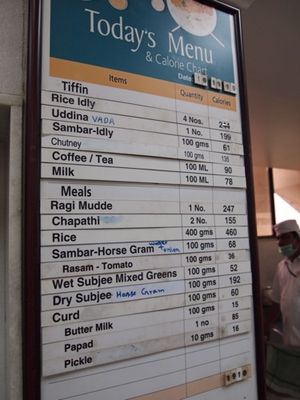 Today's Menu
& Calorie Chart
Date
Items Quantity Calories
Tiffin
Rice Idly 4 Nos.
Uddina VADA 1 No. 199
Sambar-Idly 100 gms 61
Chutney 100 gms 135
Coffee / Tea 100 ML 90
Milk 100 ML 78
Meals
Ragi Mudde 1 No. 247
Chapathi 2 No. 155
Rice 400 gms 460
Sambar-Horse Gram onion 100 gms 68
Rasam - Tomato 100 gms 36
Wet Subjee Mixed Greens 100 gms 52
Dry Subjee Horse Gram 100 gms 192
Curd 100 gms 60
Butter Milk 100 gms 15
Papad 1 no. 85
Pickle 10 gms 16